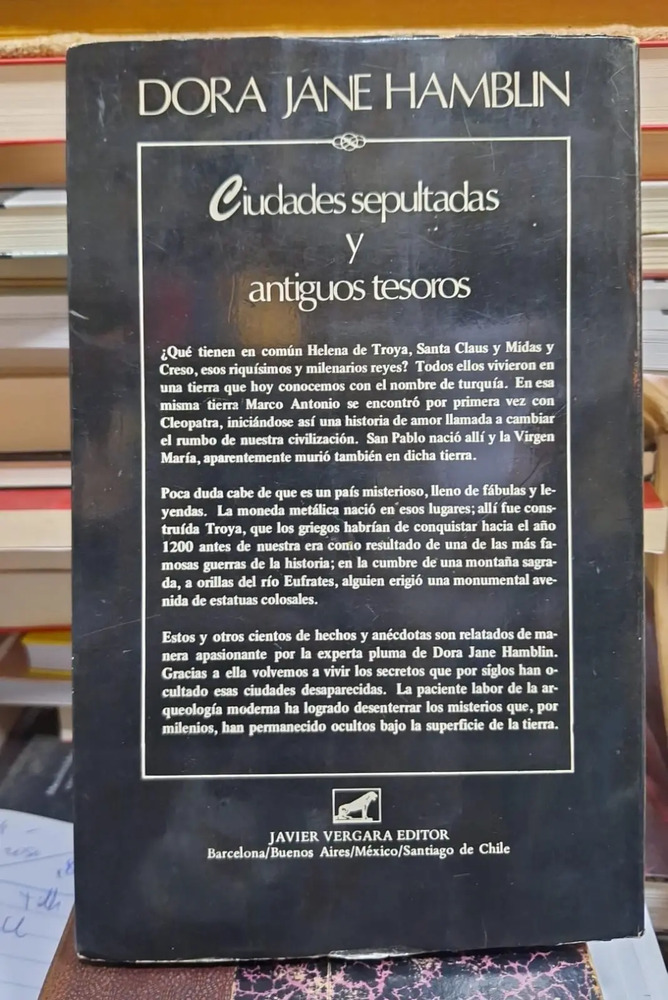 DORA JANE HAMBLIN
Ciudades sepultadas
y
antiguos tesoros
¿Qué tienen en común Helena de Troya, Santa Claus y Midas y
Creso, esos riquísimos y milenarios reyes? Todos ellos vivieron en
una tierra que hoy conocemos con el nombre de turquía. En esa
misma tierra Marco Antonio se encontró por primera vez con
Cleopatra, iniciándose así una historia de amor llamada a cambiar
el rumbo de nuestra civilización. San Pablo nació allí y la Virgen
María, aparentemente murió también en dicha tierra.
Poca duda cabe de que es un país misterioso, lleno de fábulas y le-
yendas. La moneda metálica nació en esos lugares; allí fue cons-
truída Troya, que los griegos habrían de conquistar hacia el año
1200 antes de nuestra era como resultado de una de las más fa-
mosas guerras de la historia; en la cumbre de una montaña sagra-
da, a orillas del río Eufrates, alguien erigió una monumental ave-
nida de estatuas colosales.
Estos y otros cientos de hechos y anécdotas son relatados de ma-
nera apasionante por la experta pluma de Dora Jane Hamblin.
Gracias a ella volvemos a vivir los secretos que por siglos han o-
cultado esas ciudades desaparecidas. La paciente labor de la ar-
queología moderna ha logrado desenterrar los misterios que, por
milenios, han permanecido ocultos bajo la superficie de la tierra.
JAVIER VERGARA EDITOR
Barcelona/Buenos Aires/México/Santiago de Chile